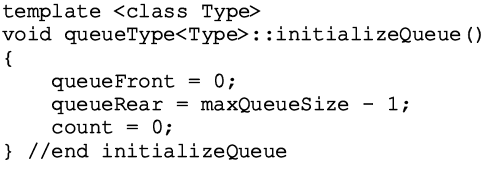 template <class Type>
void queueType<Type>::initializeQueue()
{
    queueFront = 0;
    queueRear = maxQueueSize - 1;
    count = 0;
} //end initializeQueue